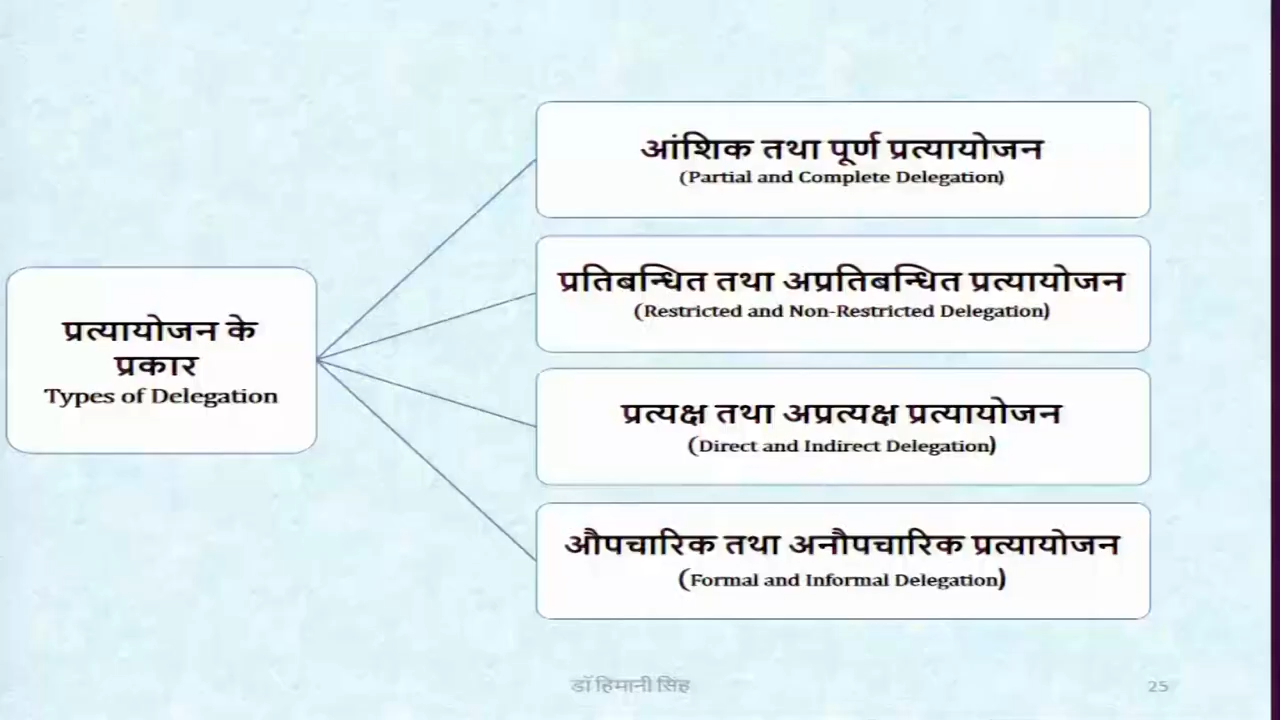 प्रत्यायोजन के
प्रकार
Types of Delegation
आंशिक तथा पूर्ण प्रत्यायोजन
(Partial and Complete Delegation)
प्रतिबन्धित तथा अप्रतिबन्धित प्रत्यायोजन
(Restricted and Non-Restricted Delegation)
प्रत्यक्ष तथा अप्रत्यक्ष प्रत्यायोजन
(Direct and Indirect Delegation)
औपचारिक तथा अनौपचारिक प्रत्यायोजन
(Formal and Informal Delegation)
डॉ हिमानी सिंह
25